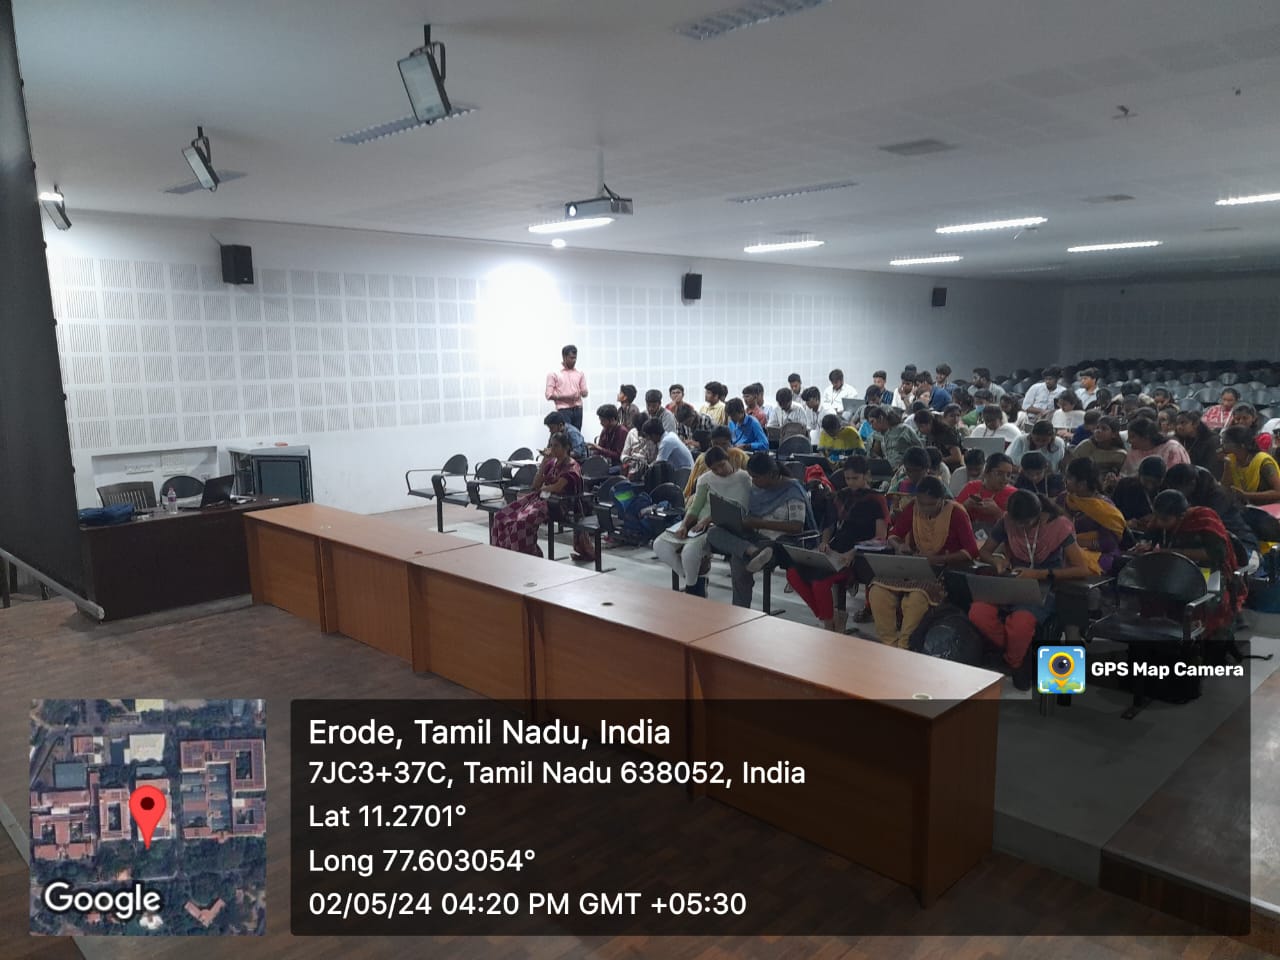 GPS Map Camera
Erode, Tamil Nadu, India
7JC3+37C, Tamil Nadu 638052, India
Lat 11.2701°
Long 77.603054°
02/05/24 04:20 PM GMT +05:30
Google